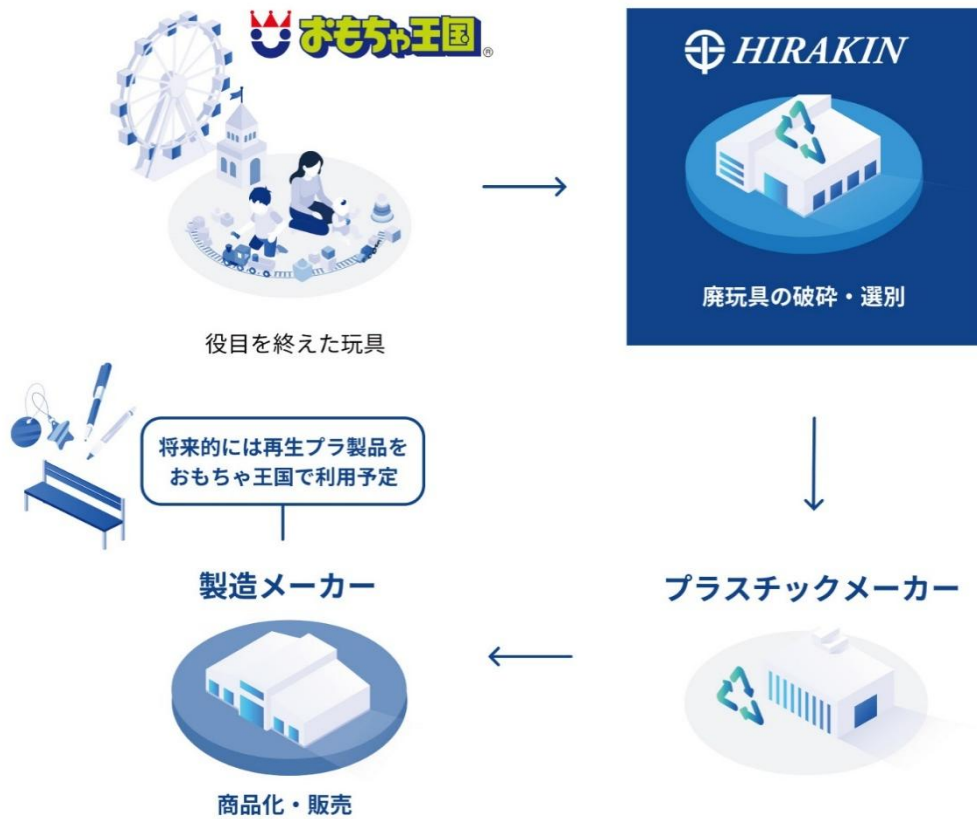 おもちゃ王国®
HIRAKIN
廃玩具の破砕・選別
役目を終えた玩具
将来的には再生プラ製品を
おもちゃ王国で利用予定
製造メーカー
プラスチックメーカー
商品化・販売